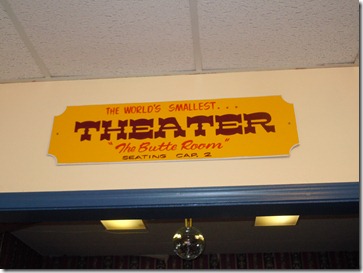 THE WORLD'S SMALLEST...
THEATER
"The Butte Room"
SEATING CAP. 2